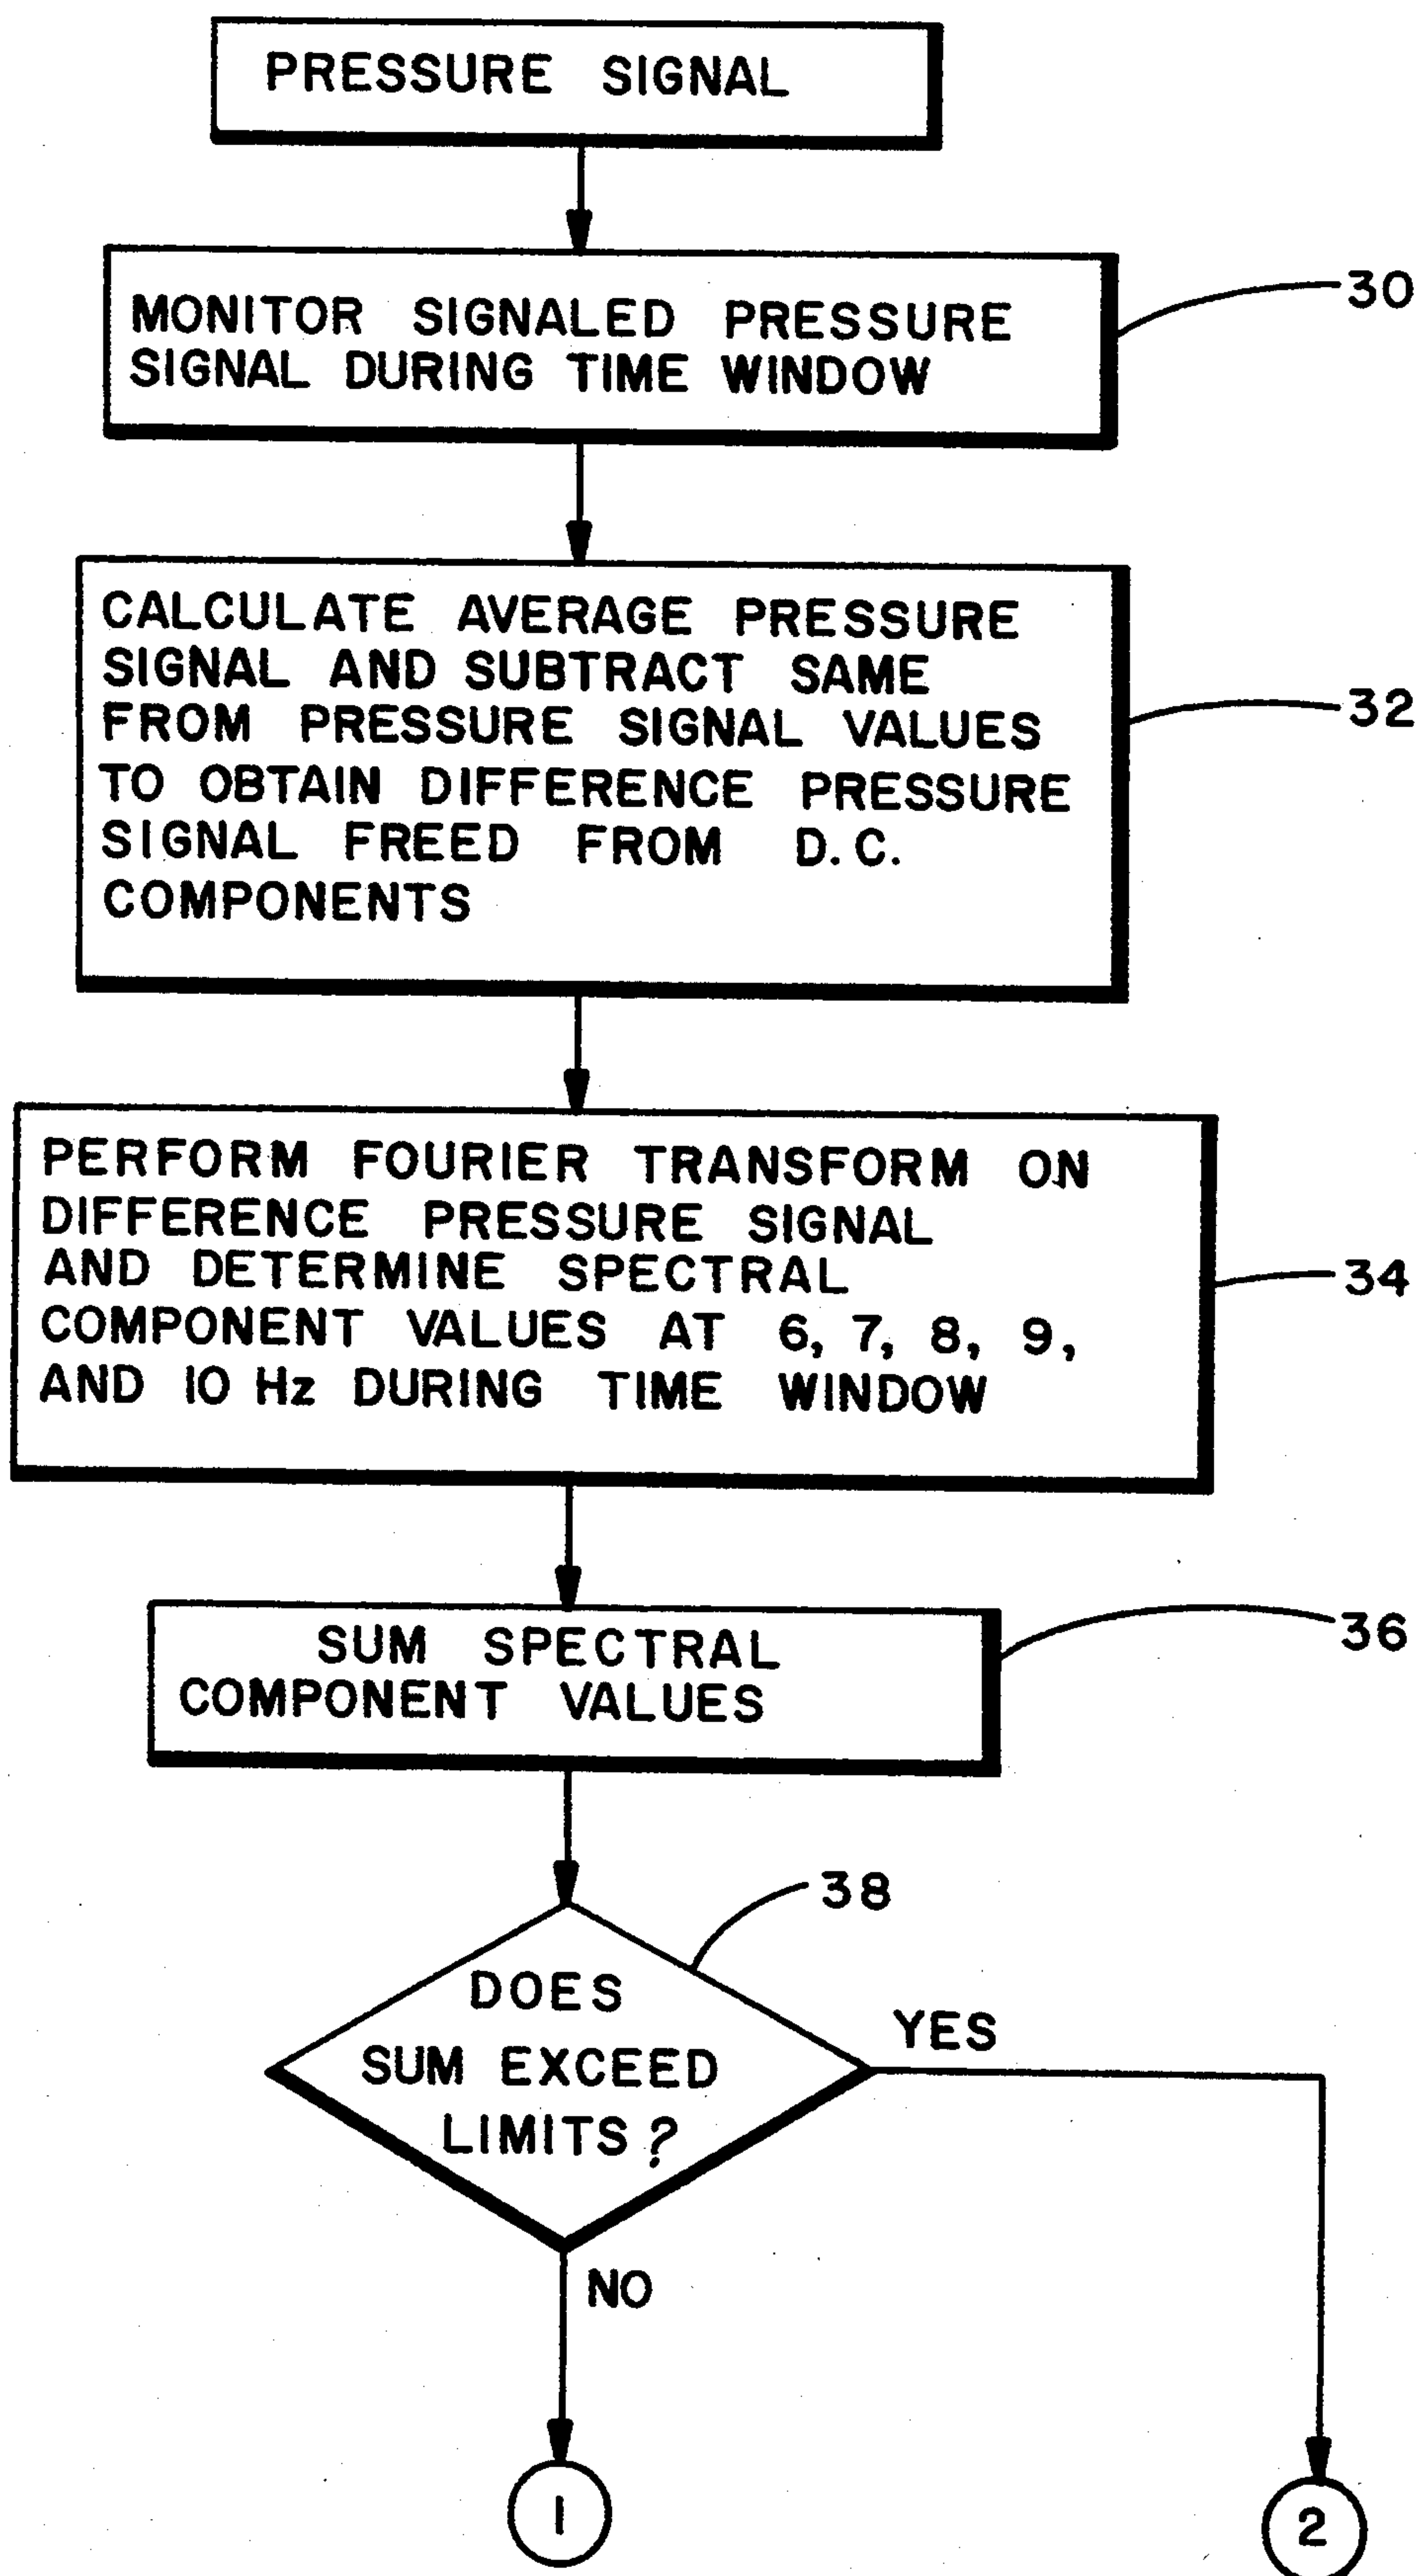 PRESSURE SIGNAL
MONITOR SIGNALED PRESSURE
SIGNAL DURING TIME WINDOW
30
CALCULATE AVERAGE PRESSURE
SIGNAL AND SUBTRACT SAME
FROM PRESSURE SIGNAL VALUES
TO OBTAIN DIFFERENCE PRESSURE
SIGNAL FREED FROM D.C.
COMPONENTS
32
PERFORM FOURIER TRANSFORM ON
DIFFERENCE PRESSURE SIGNAL
AND DETERMINE SPECTRAL
COMPONENT VALUES AT 6, 7, 8, 9,
AND 10 Hz DURING TIME WINDOW
34
SUM SPECTRAL
COMPONENT VALUES
36
38
DOES
SUM EXCEED
LIMITS?
YES
NO
1
2